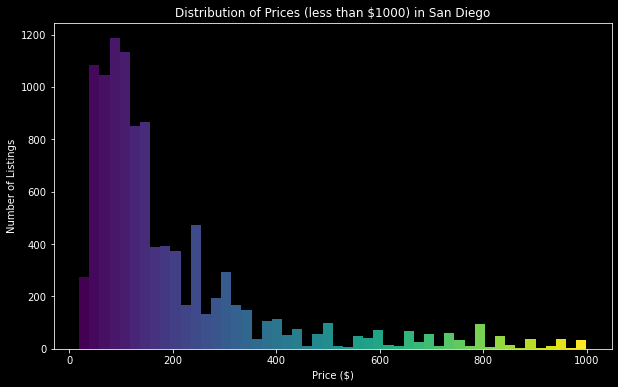 Distribution of Prices (less than $1000) in San Diego
1200
1000
800
600
400
200
0
Number of Listings
0 200 400 600 800 1000
Price ($)